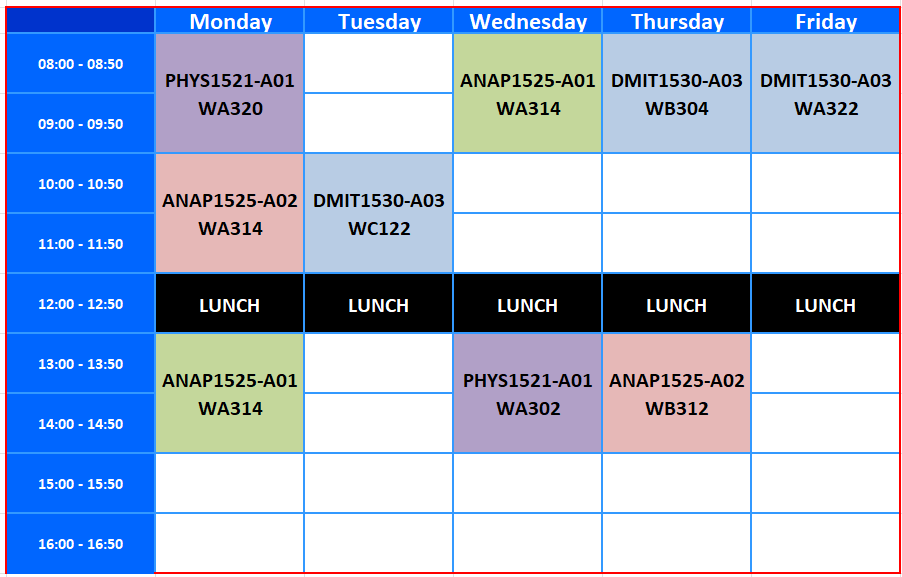 Monday Tuesday Wednesday Thursday Friday
08:00 - 08:50
PHYS1521-A01
WA320
ANAP1525-A01
WA314
DMIT1530-A03
WB304
DMIT1530-A03
WA322
09:00 - 09:50
10:00 - 10:50
ANAP1525-A02
WA314
DMIT1530-A03
WC122
11:00 - 11:50
12:00 - 12:50 LUNCH LUNCH LUNCH LUNCH LUNCH
13:00 - 13:50
ANAP1525-A01
WA314
PHYS1521-A01
WA302
ANAP1525-A02
WB312
14:00 - 14:50
15:00 - 15:50
16:00 - 16:50